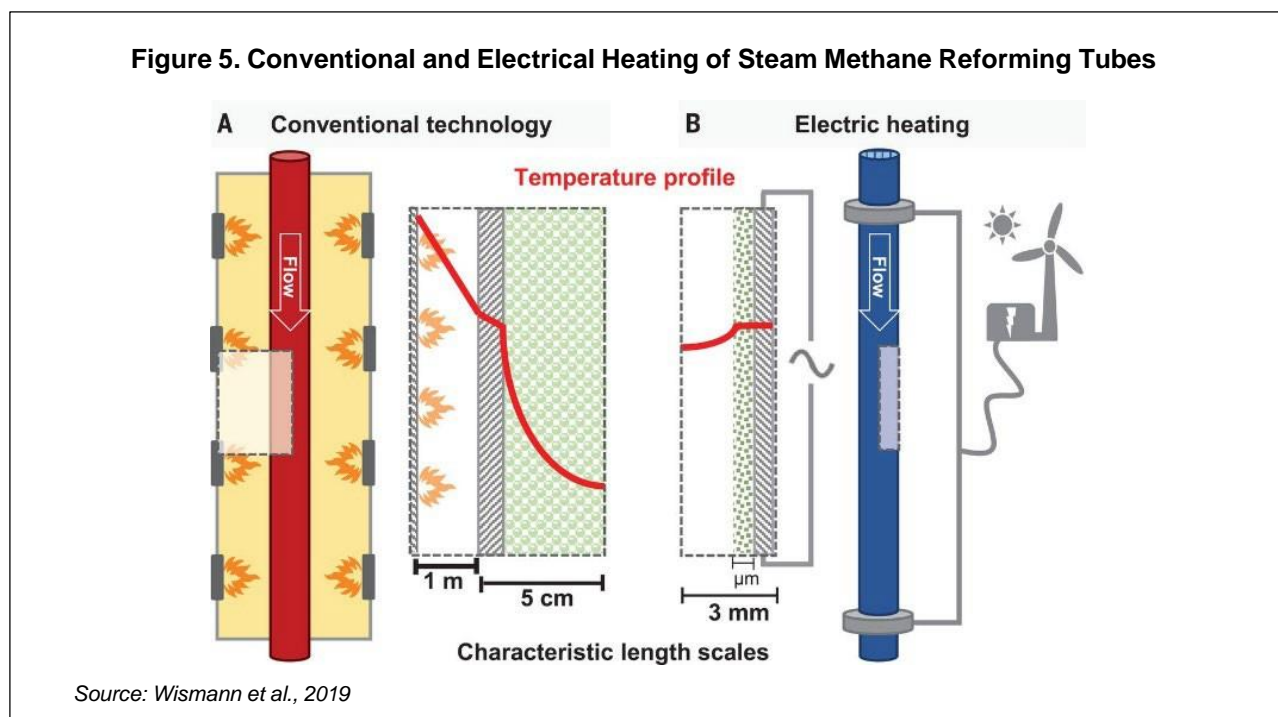 Figure 5. Conventional and Electrical Heating of Steam Methane Reforming Tubes
A Conventional technology
B Electric heating
Temperature profile
Flow
Flow
1 m
5 cm
µm
3 mm
Characteristic length scales
Source: Wismann et al., 2019